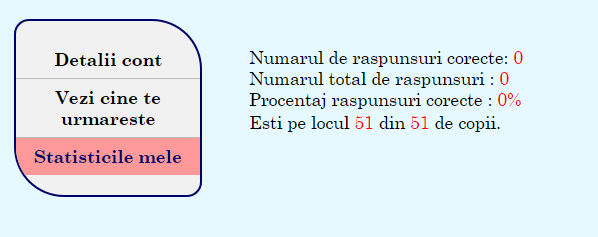 Detalii cont
Vezi cine te
urmareste
Statisticile mele
Numarul de raspunsuri corecte: 0
Numarul total de raspunsuri : 0
Procentaj raspunsuri corecte : 0%
Esti pe locul 51 din 51 de copii.